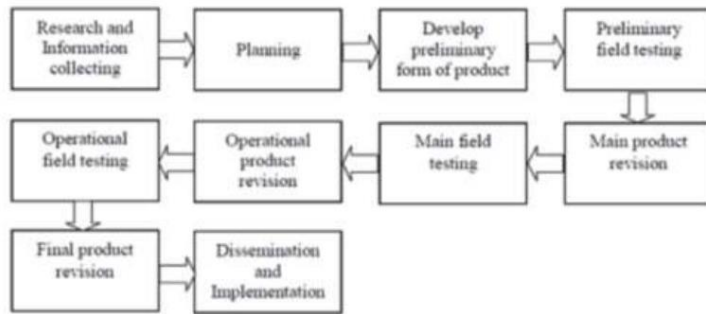 Research and
Information
collecting
Planning
Develop
preliminary
form of product
Preliminary
field testing
Main product
revision
Main field
testing
Operational
product
revision
Operational
field testing
Final product
revision
Dissemination
and
Implementation